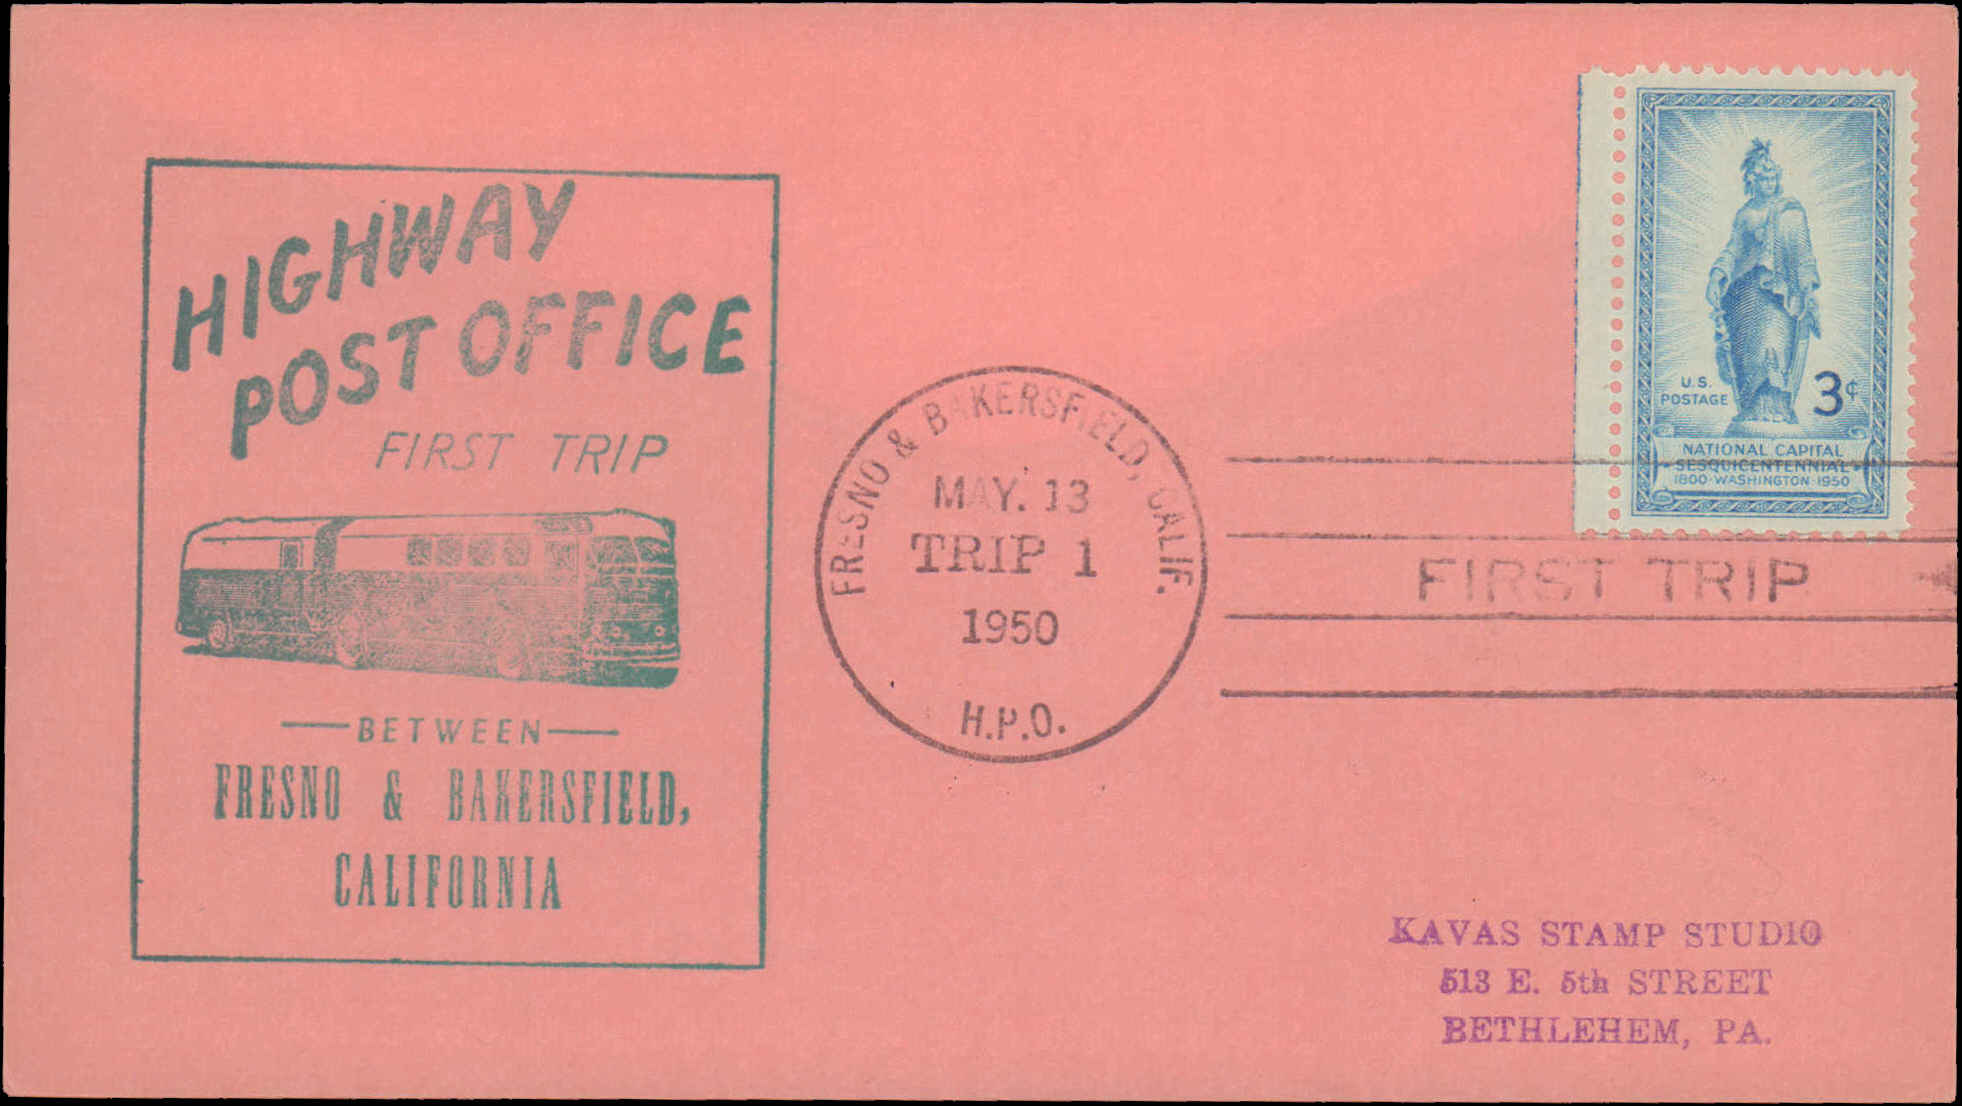 HIGHWAY
POST OFFICE
FIRST TRIP
BETWEEN
FRESNO & BAKERSFIELD,
CALIFORNIA
FRESNO & BAKERSFIELD, CALIF.
MAY. 13
TRIP 1
1950
H.P.O.
U.S.
POSTAGE
3¢
NATIONAL CAPITAL
SESQUICENTENNIAL
1800·WASHINGTON·1950
FIRST TRIP
KAVAS STAMP STUDIO
513 E. 5th STREET
BETHLEHEM, PA.